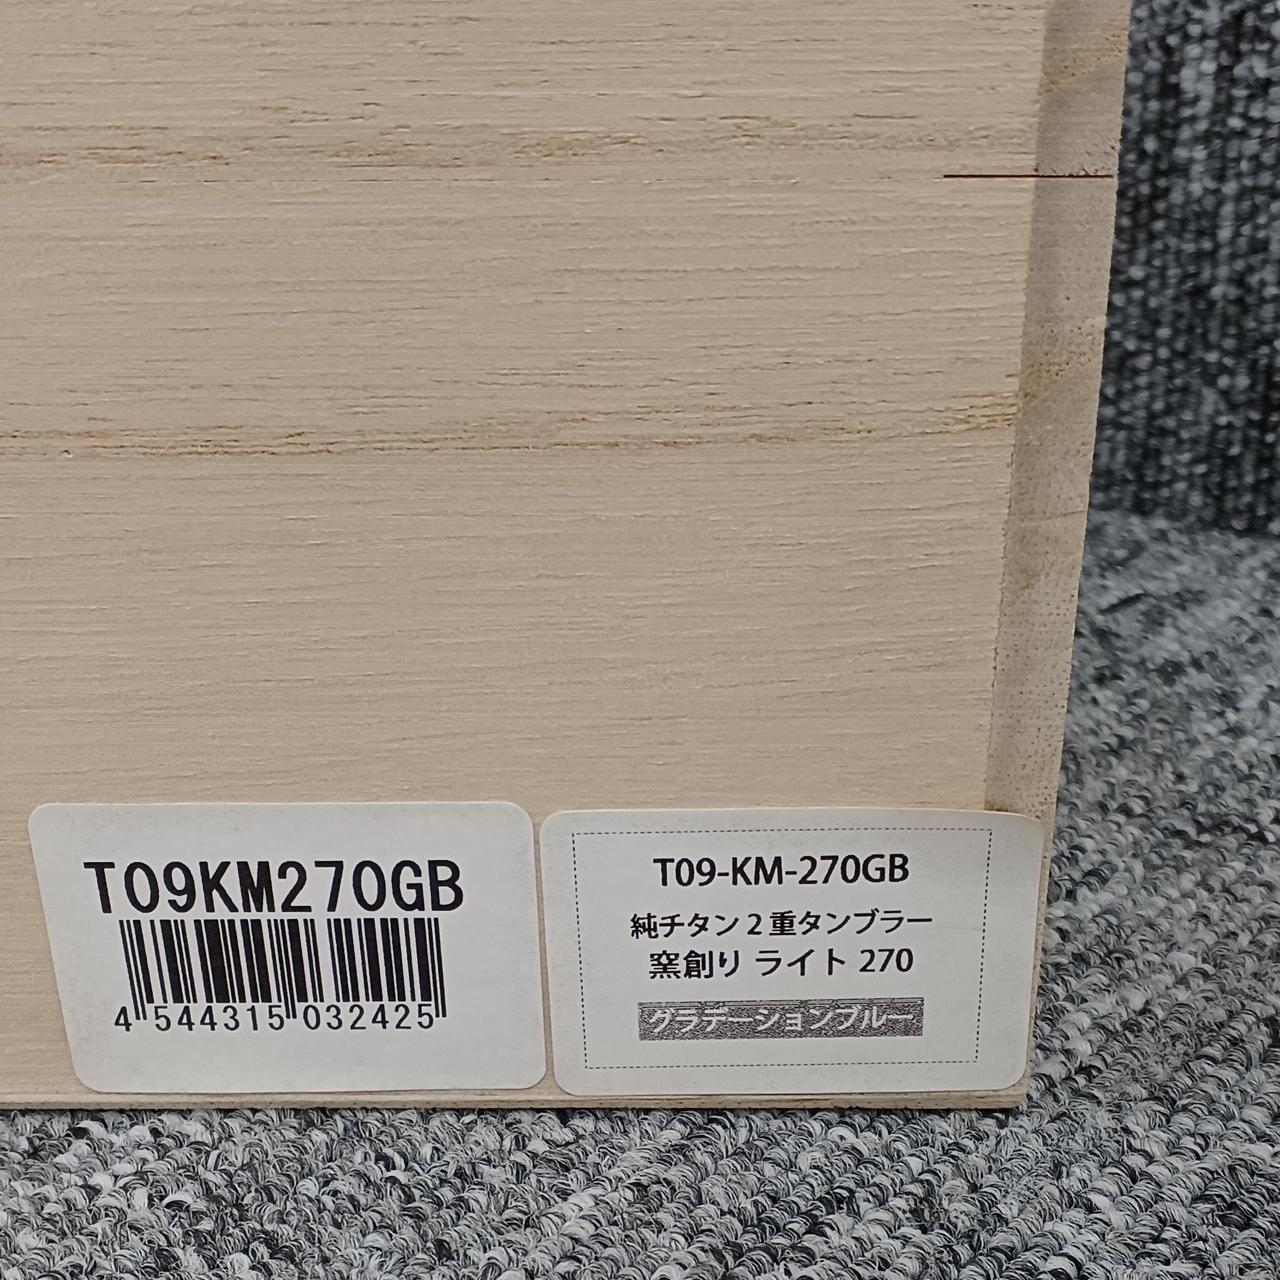 T09KM270GB
4 544315 032425
T09-KM-270GB
純チタン2重タンブラー
窯創り ライト 270
グラデーションブルー